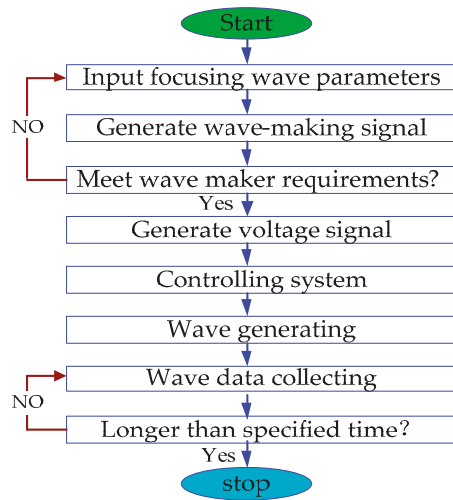 Start
Input focusing wave parameters
NO
Generate wave-making signal
Meet wave maker requirements?
Yes
Generate voltage signal
Controlling system
Wave generating
Wave data collecting
NO
Longer than specified time?
Yes
stop